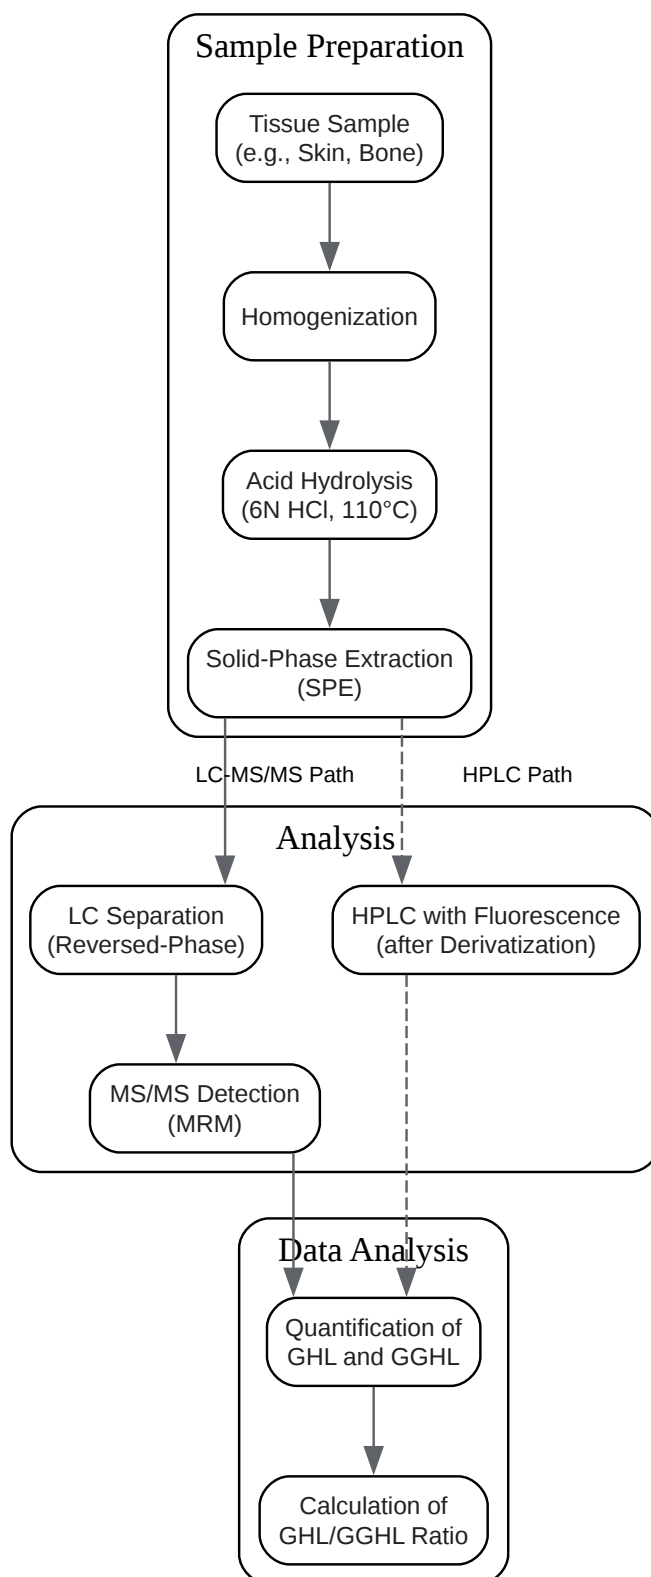 Sample Preparation
Tissue Sample
(e.g., Skin, Bone)
Homogenization
Acid Hydrolysis
(6N HCl, 110°C)
Solid-Phase Extraction
(SPE)
LC-MS/MS Path
HPLC Path
Analysis
LC Separation
(Reversed-Phase)
HPLC with Fluorescence
(after Derivatization)
MS/MS Detection
(MRM)
Data Analysis
Quantification of
GHL and GGHL
Calculation of
GHL/GGHL Ratio